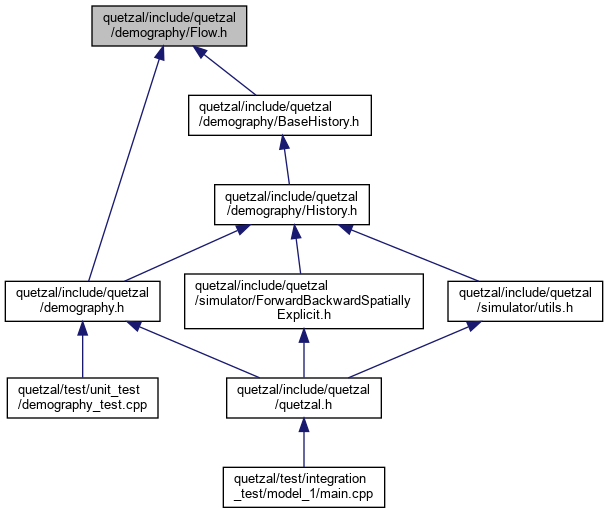 quetzal/include/quetzal
/demography/Flow.h
quetzal/include/quetzal
/demography/BaseHistory.h
quetzal/include/quetzal
/demography/History.h
quetzal/include/quetzal
/demography.h
quetzal/include/quetzal
/simulator/ForwardBackwardSpatially
Explicit.h
quetzal/include/quetzal
/simulator/utils.h
quetzal/test/unit_test
/demography_test.cpp
quetzal/include/quetzal
/quetzal.h
quetzal/test/integration
_test/model_1/main.cpp